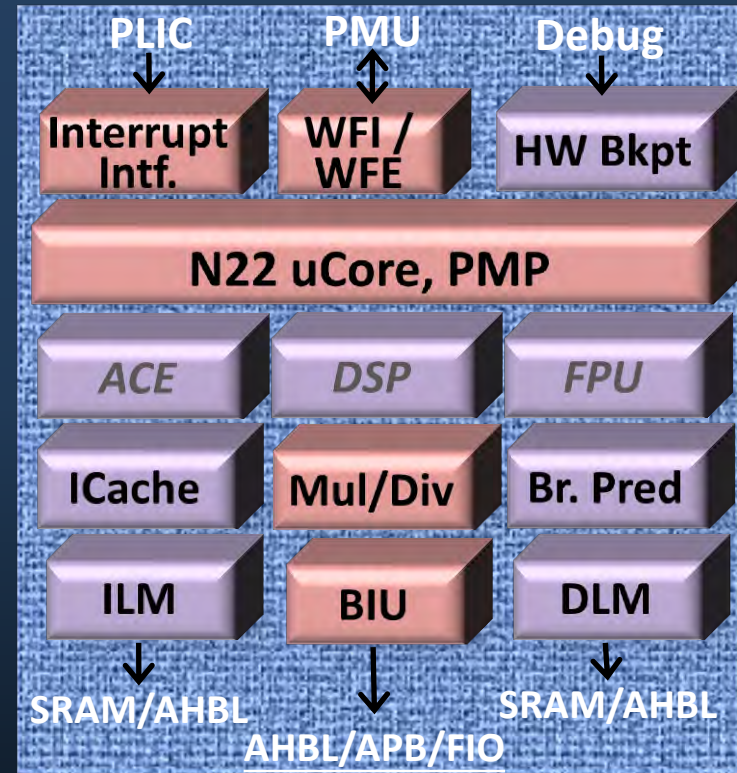 PLIC PMU Debug
Interrupt Intf. WFI / WFE HW Bkpt
N22 uCore, PMP
ACE DSP FPU
ICache Mul/Div Br. Pred
ILM BIU DLM
SRAM/AHBL SRAM/AHBL
AHBL/APB/FIO